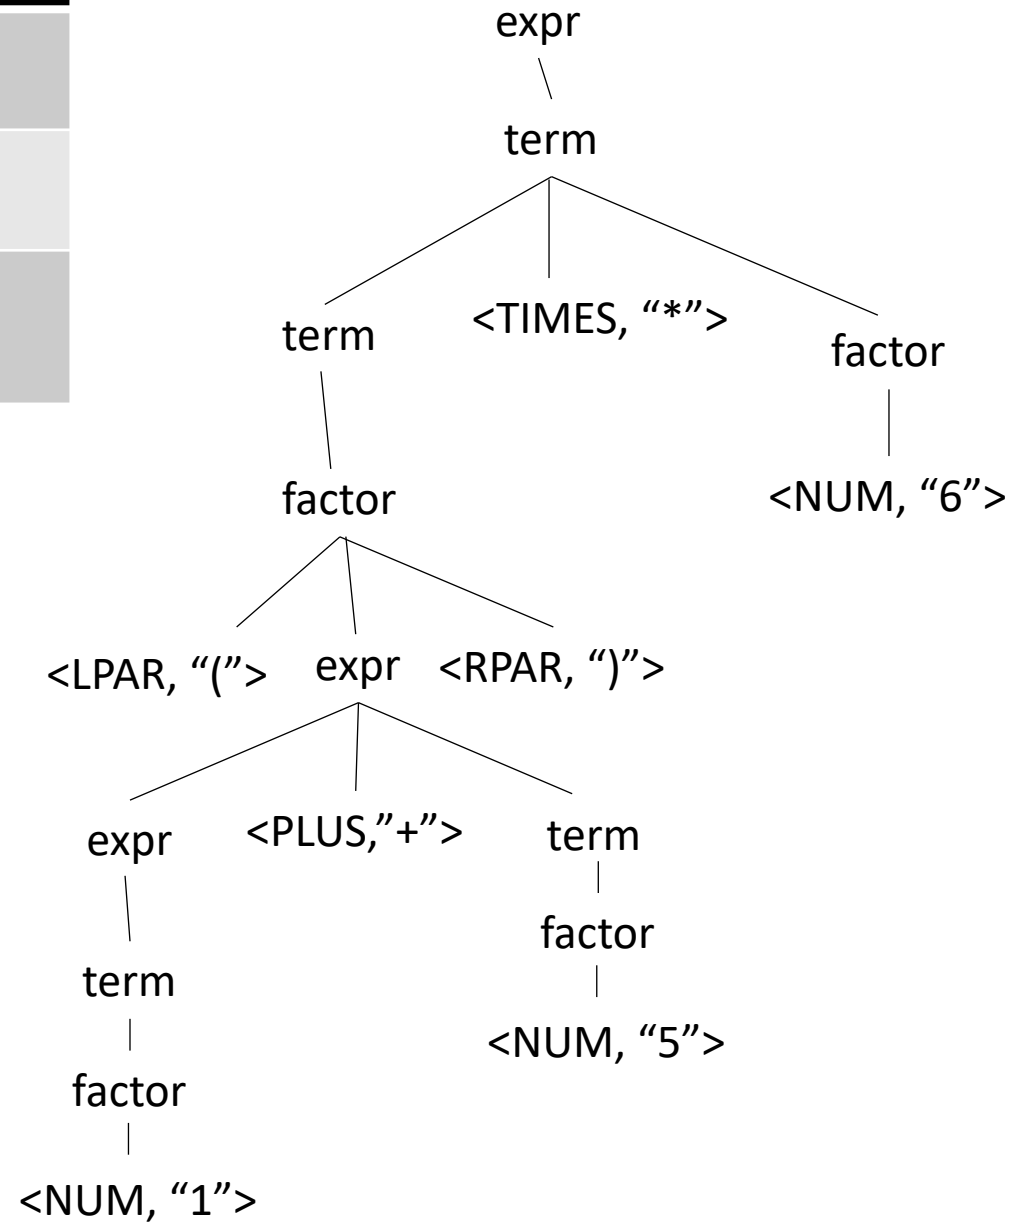 expr
term
term
<TIMES, “*”>
factor
factor
<NUM, “6”>
<LPAR, “(”>
expr
<RPAR, “)”>
expr
<PLUS,”+”>
term
factor
term
<NUM, “5”>
factor
<NUM, “1”>